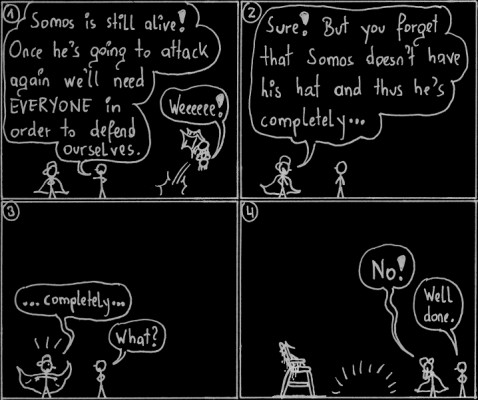 1
Somos is still alive!
Once he's going to attack
again we'll need
EVERYONE in
order to defend
ourselves.
Weeeeee!
2
Sure! But you forget
that Somos doesn't have
his hat and thus he's
completely...
3
... completely...
What?
4
No!
Well
done.